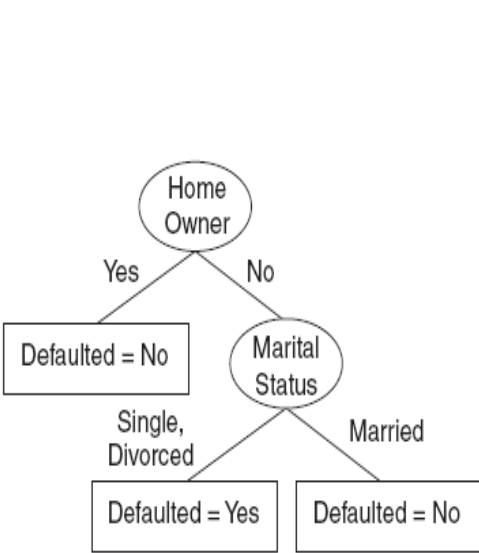 Home
Owner
Yes
No
Defaulted = No
Marital
Status
Single,
Divorced
Married
Defaulted = Yes
Defaulted = No